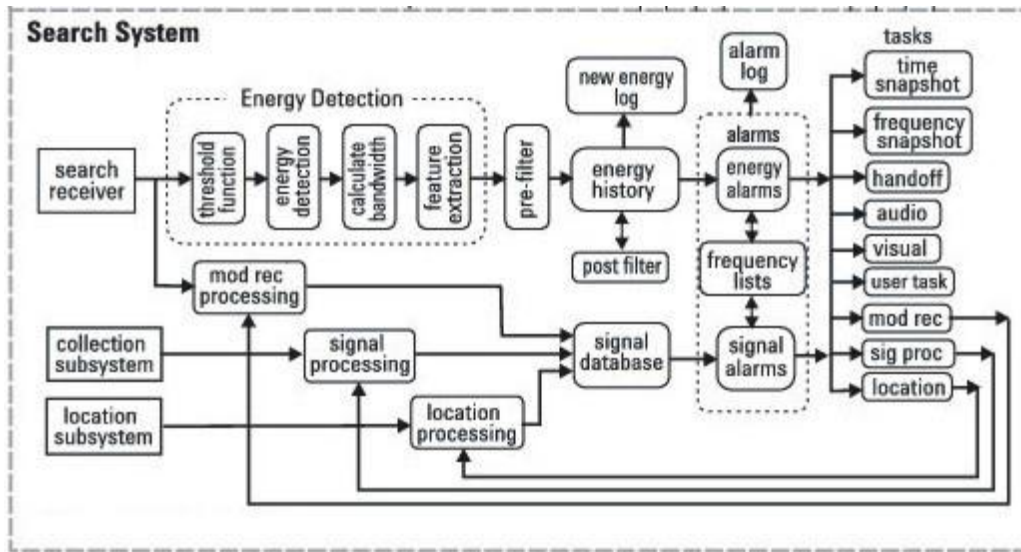 Search System
tasks
time
snapshot
alarm
log
new energy
log
Energy Detection
frequency
snapshot
alarms
search
receiver
threshold
function
energy
detection
calculate
bandwidth
feature
extraction
pre-filter
energy
history
energy
alarms
handoff
audio
visual
post filter
frequency
lists
user task
mod rec
processing
mod rec
collection
subsystem
signal
processing
signal
database
signal
alarms
sig proc
location
location
subsystem
location
processing